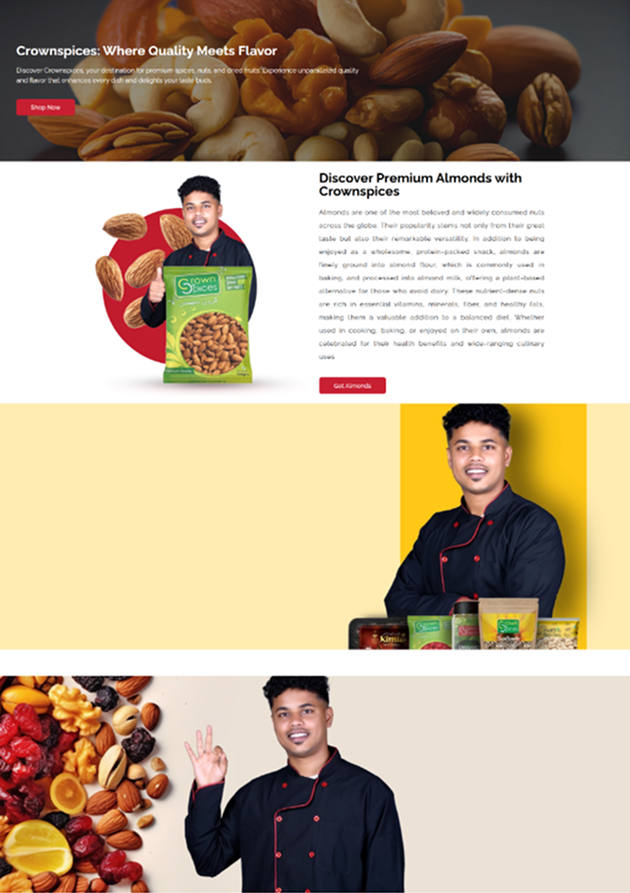 Crownspices: Where Quality Meets Flavor
Discover Crownspices, your destination for premium spices, nuts, and dried fruits. Experience unparalleled quality
and flavor that enhances every dish and delights your taste buds.
Shop Now
Discover Premium Almonds with
Crownspices
Almonds are one of the most beloved and widely consumed nuts
across the globe. Their popularity stems not only from their great
taste but also their remarkable versatility. In addition to being
enjoyed as a wholesome, protein-packed snack, almonds are
finely ground into almond flour, which is commonly used in
baking, and processed into almond milk, offering a plant-based
alternative for those who avoid dairy. These nutrient-dense nuts
are rich in essential vitamins, minerals, fiber, and healthy fats,
making them a valuable addition to a balanced diet. Whether
used in cooking, baking, or enjoyed on their own, almonds are
celebrated for their health benefits and wide-ranging culinary
uses
Get Almonds
Crown
Spices
Kimia
Crown
Spices